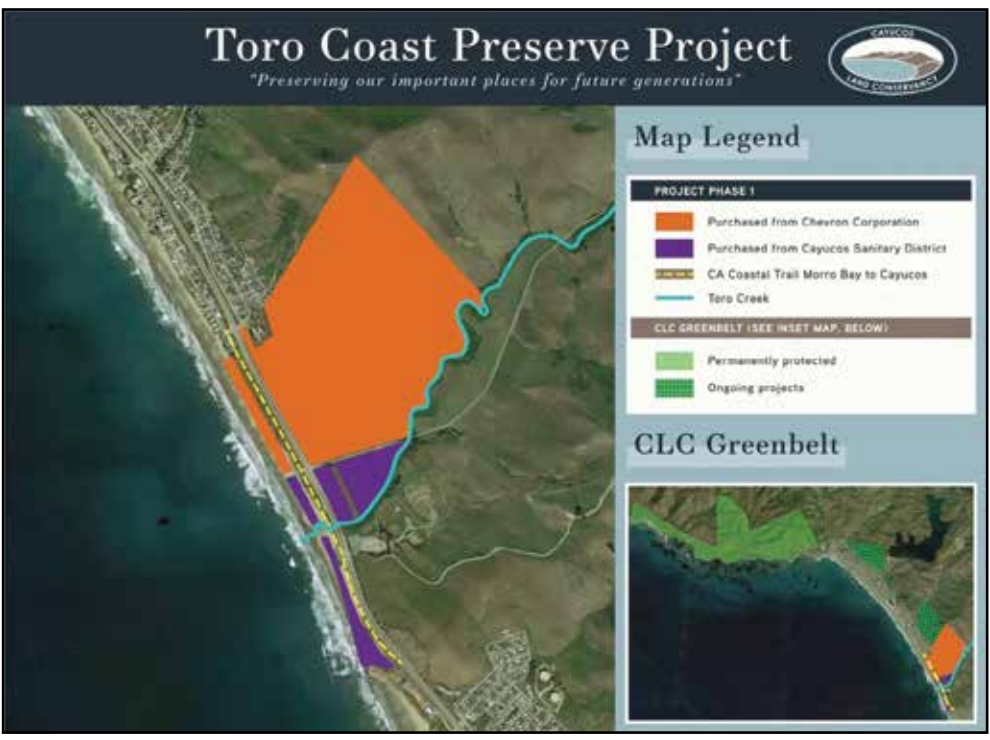 Toro Coast Preserve Project
"Preserving our important places for future generations"
CAYUCOS
LAND CONSERVANCY
Map Legend
PROJECT PHASE 1
Purchased from Chevron Corporation
Purchased from Cayucos Sanitary District
CA Coastal Trail Morro Bay to Cayucos
Toro Creek
CLC GREENBELT (SEE INSET MAP, BELOW)
Permanently protected
Ongoing projects
CLC Greenbelt